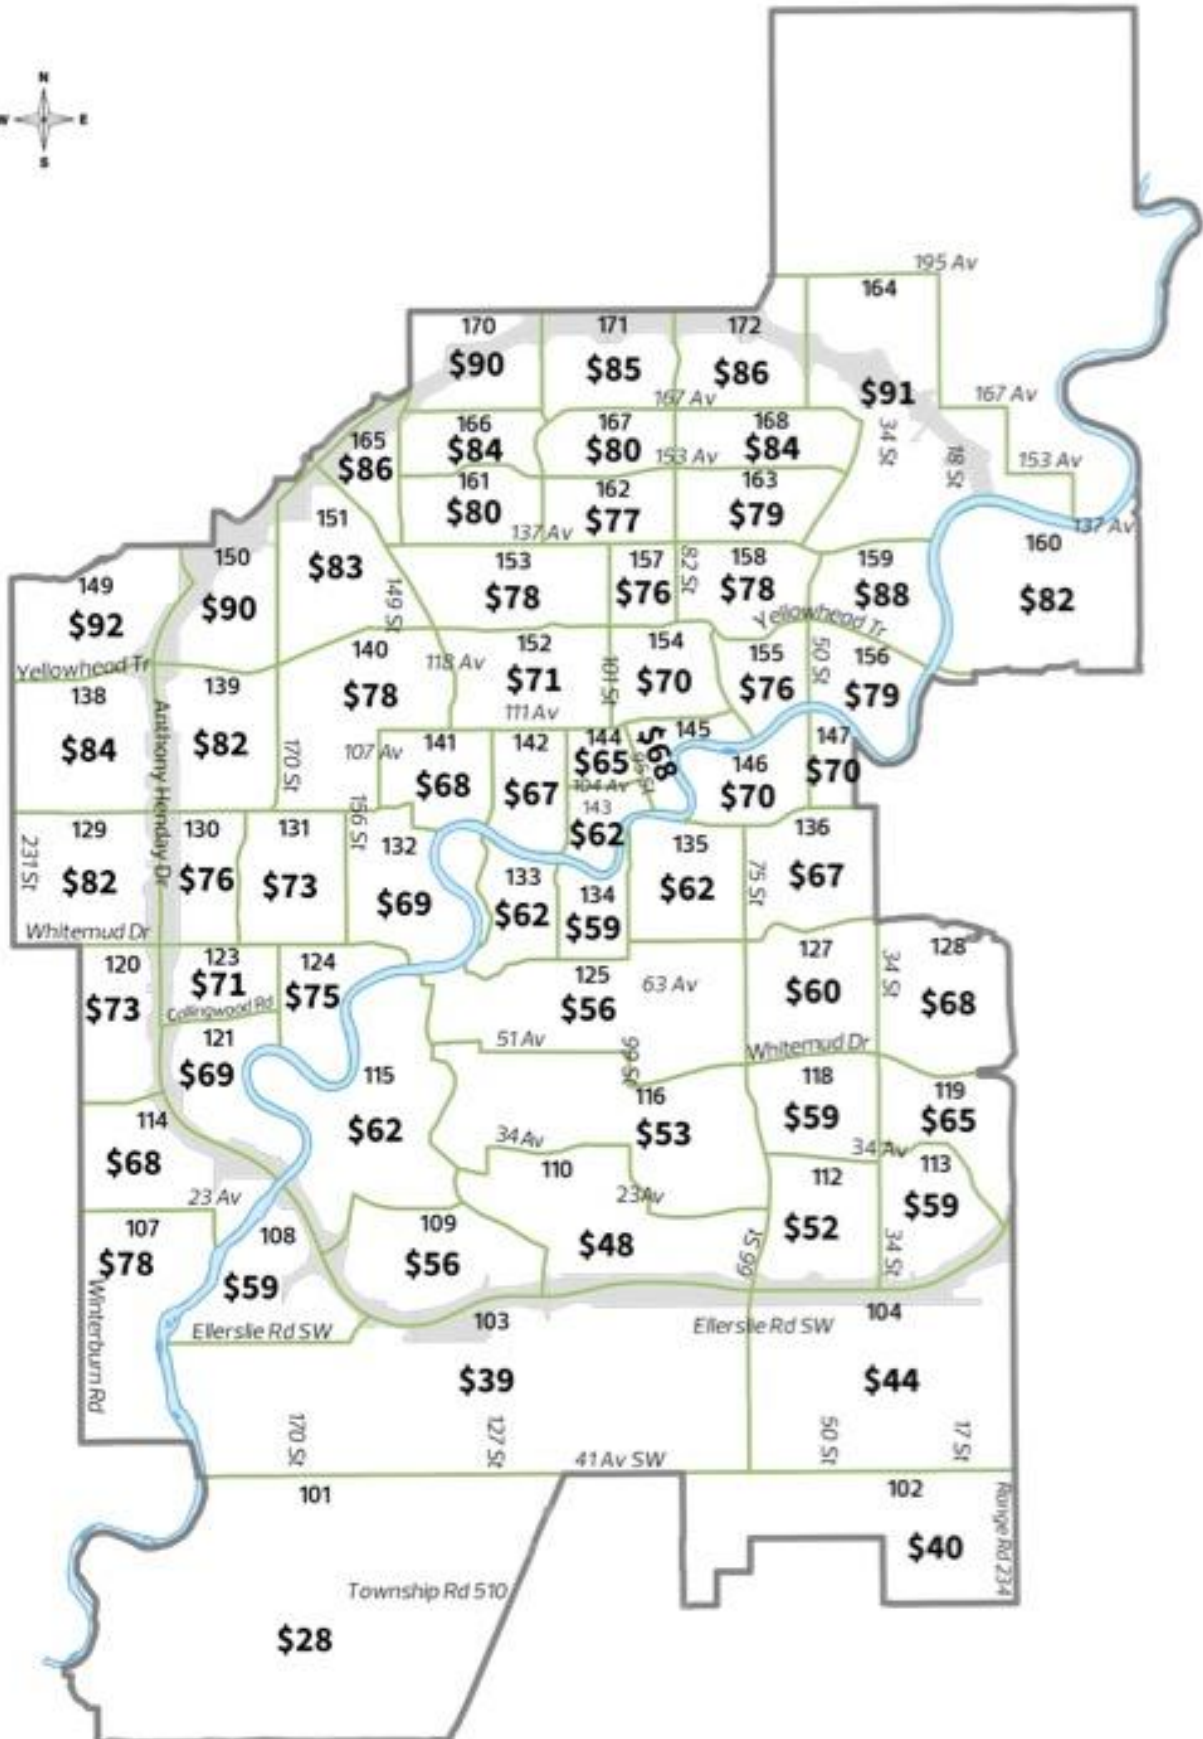 N
W E
S
195 Av
164
170 171 172
$90 $85 $86
$91
167 Av
167 Av
165 166 167 168
$86 $84 $80 $84
34 St
153 Av
18 St
153 Av
161 162 163
$80 $77 $79
137 Av
137 Av
151
$83
149 St
150
$90
149
$92
153 157 82 St 158 159 160
$78 $76 $78 $88 $82
Yellowhead Tr
Yellowhead Tr
138 139 140 118 Av 152 101 St 154 155 50 St 156
$84 $82 $78 $71 $70 $76 $79
111 Av
Anthony Henday Dr
170 St
107 Av
141 142 144 145 146 147
$68 $67 $65 $68 $70 $70
95 St
104 Av
143
$62
156 St
231 St
129 130 131 132 133 134 135 75 St 136
$82 $76 $73 $69 $62 $59 $62 $67
Whitemud Dr
120 123 124 125 127 34 St 128
$73 $71 $75 $56 $60 $68
63 Av
Collingwood Rd
121
$69
51 Av
99 St
Whitemud Dr
115 116 118 119
$62 $53 $59 $65
114
$68
34 Av
34 Av
110 112 113
$48 $52 $59
23 Av
23Av
107 108 109
$78 $59 $56
66 St
34 St
Winterburn Rd
Ellerslie Rd SW
103
Ellerslie Rd SW
104
$39 $44
170 St
127 St
50 St
17 St
41 Av SW
101 102
Range Rd 234
$40
Township Rd 510
$28